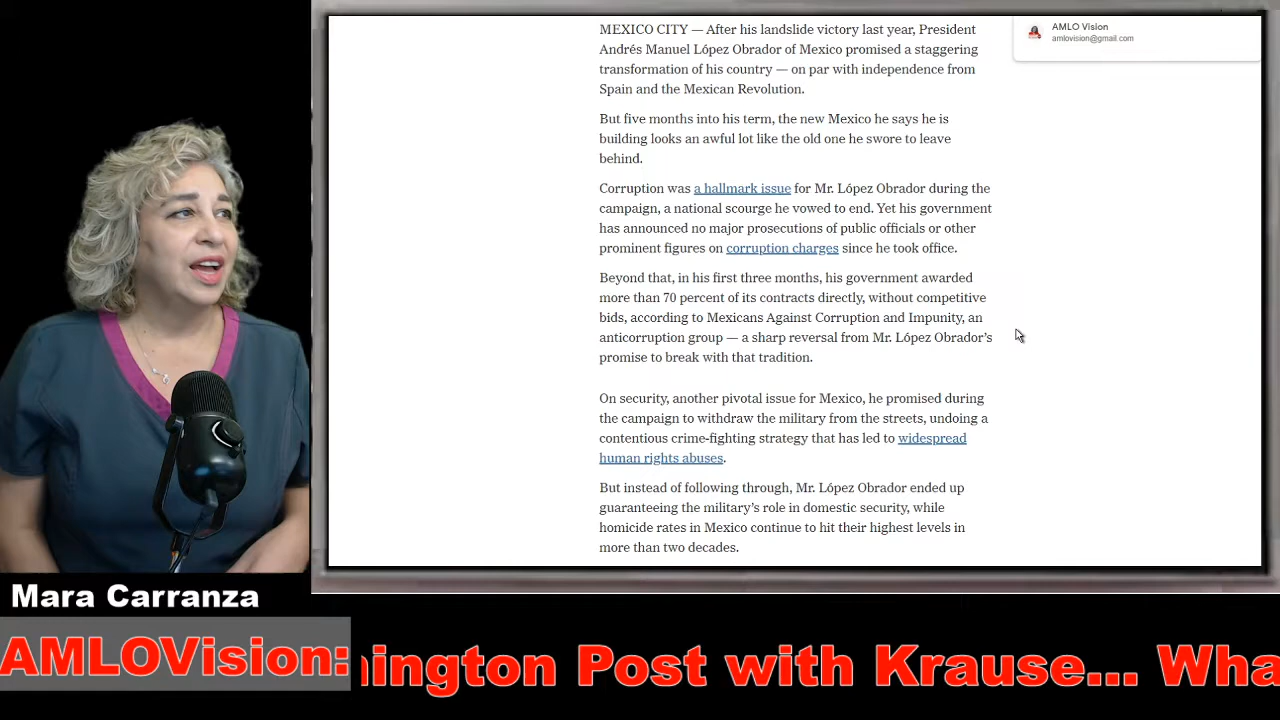 MEXICO CITY — After his landslide victory last year, President
Andrés Manuel López Obrador of Mexico promised a staggering
transformation of his country — on par with independence from
Spain and the Mexican Revolution.
But five months into his term, the new Mexico he says he is
building looks an awful lot like the old one he swore to leave
behind.
Corruption was a hallmark issue for Mr. López Obrador during the
campaign, a national scourge he vowed to end. Yet his government
has announced no major prosecutions of public officials or other
prominent figures on corruption charges since he took office.
Beyond that, in his first three months, his government awarded
more than 70 percent of its contracts directly, without competitive
bids, according to Mexicans Against Corruption and Impunity, an
anticorruption group — a sharp reversal from Mr. López Obrador's
promise to break with that tradition.
On security, another pivotal issue for Mexico, he promised during
the campaign to withdraw the military from the streets, undoing a
contentious crime-fighting strategy that has led to widespread
human rights abuses.
But instead of following through, Mr. López Obrador ended up
guaranteeing the military's role in domestic security, while
homicide rates in Mexico continue to hit their highest levels in
more than two decades.
AMLO Vision
amlovision@gmail.com
Mara Carranza
AMLOVision:
hington Post with Krause... Wha